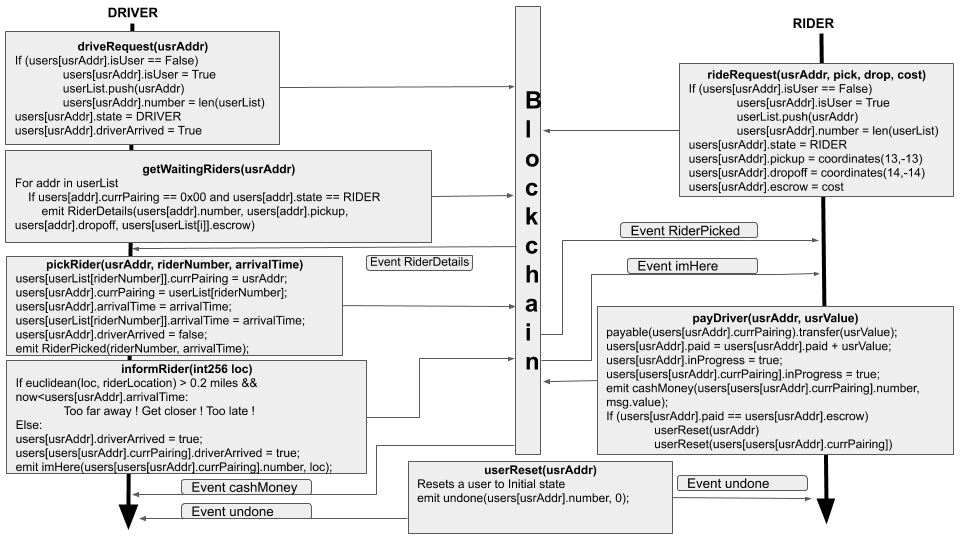 DRIVER
driveRequest(usrAddr)
If (users[usrAddr].isUser == False)
users[usrAddr].isUser = True
userList.push(usrAddr)
users[usrAddr].number = len(userList)
users[usrAddr].state = DRIVER
users[usrAddr].driverArrived = True
getWaitingRiders(usrAddr)
For addr in userList
If users[addr].currPairing == 0x00 and users[addr].state == RIDER
emit RiderDetails(users[addr].number, users[addr].pickup,
users[addr].dropoff, users[userList[i]].escrow)
Event RiderDetails
pickRider(usrAddr, riderNumber, arrivalTime)
users[userList[riderNumber]].currPairing = usrAddr;
users[usrAddr].currPairing = userList[riderNumber];
users[usrAddr].arrivalTime = arrivalTime;
users[userList[riderNumber]].arrivalTime = arrivalTime;
users[usrAddr].driverArrived = false;
emit RiderPicked(riderNumber, arrivalTime);
informRider(int256 loc)
If euclidean(loc, riderLocation) > 0.2 miles &&
now<users[usrAddr].arrivalTime:
Too far away ! Get closer ! Too late !
Else:
users[usrAddr].driverArrived = true;
users[users[usrAddr].currPairing].driverArrived = true;
emit imHere(users[users[usrAddr].currPairing].number, loc);
Event cashMoney
Event undone
Blockchain
RIDER
rideRequest(usrAddr, pick, drop, cost)
If (users[usrAddr].isUser == False)
users[usrAddr].isUser = True
userList.push(usrAddr)
users[usrAddr].number = len(userList)
users[usrAddr].state = RIDER
users[usrAddr].pickup = coordinates(13,-13)
users[usrAddr].dropoff = coordinates(14,-14)
users[usrAddr].escrow = cost
Event RiderPicked
Event imHere
payDriver(usrAddr, usrValue)
payable(users[usrAddr].currPairing).transfer(usrValue);
users[usrAddr].paid = users[usrAddr].paid + usrValue;
users[usrAddr].inProgress = true;
users[users[usrAddr].currPairing].inProgress = true;
emit cashMoney(users[users[usrAddr].currPairing].number,
msg.value);
If (users[usrAddr].paid == users[usrAddr].escrow)
userReset(usrAddr)
userReset(users[users[usrAddr].currPairing])
userReset(usrAddr)
Resets a user to Initial state
emit undone(users[usrAddr].number, 0);
Event undone